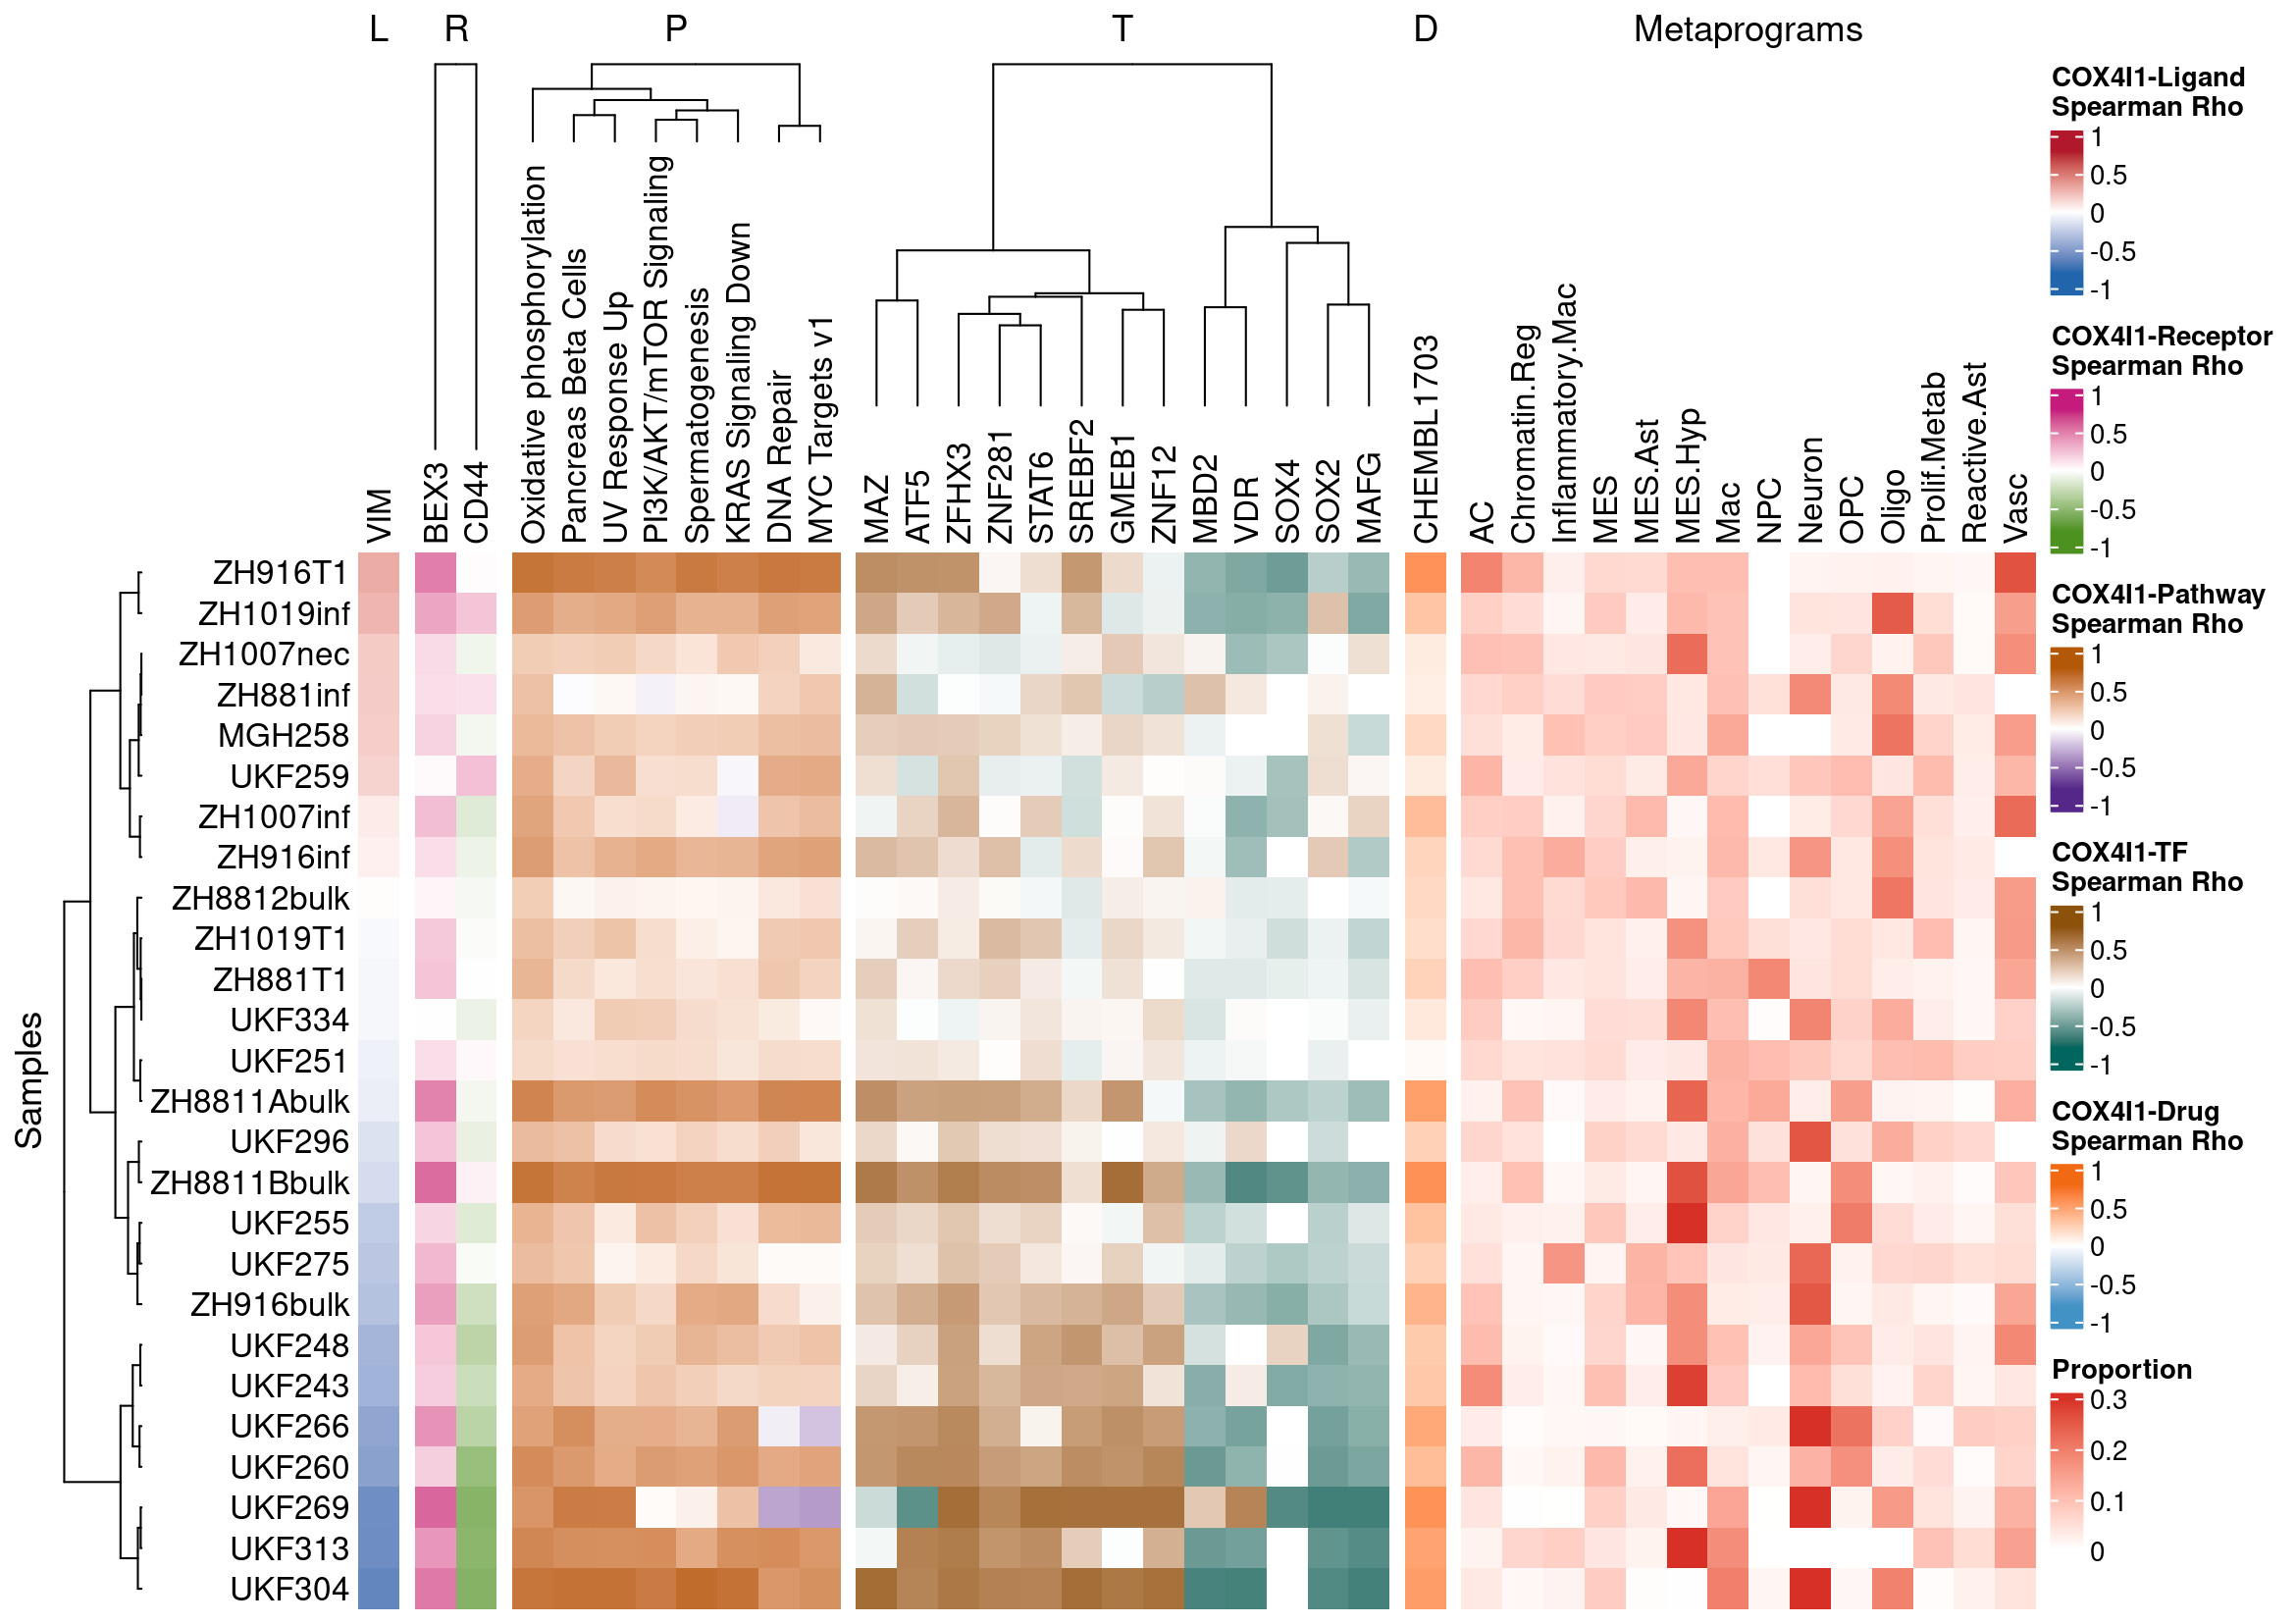 L R P T D Metaprograms
VIM
BEX3
CD44
Oxidative phosphorylation
Pancreas Beta Cells
UV Response Up
PI3K/AKT/mTOR Signaling
Spermatogenesis
KRAS Signaling Down
DNA Repair
MYC Targets v1
MAZ
ATF5
ZFHX3
ZNF281
STAT6
SREBF2
GMEB1
ZNF12
MBD2
VDR
SOX4
SOX2
MAFG
CHEMBL1703
AC
Chromatin.Reg
Inflammatory.Mac
MES
MES.Ast
MES.Hyp
Mac
NPC
Neuron
OPC
Oligo
Prolif.Metab
Reactive.Ast
Vasc
Samples
ZH916T1
ZH1019inf
ZH1007nec
ZH881inf
MGH258
UKF259
ZH1007inf
ZH916inf
ZH8812bulk
ZH1019T1
ZH881T1
UKF334
UKF251
ZH8811Abulk
UKF296
ZH8811Bbulk
UKF255
UKF275
ZH916bulk
UKF248
UKF243
UKF266
UKF260
UKF269
UKF313
UKF304
COX4I1-Ligand
Spearman Rho
1
0.5
0
-0.5
-1
COX4I1-Receptor
Spearman Rho
1
0.5
0
-0.5
-1
COX4I1-Pathway
Spearman Rho
1
0.5
0
-0.5
-1
COX4I1-TF
Spearman Rho
1
0.5
0
-0.5
-1
COX4I1-Drug
Spearman Rho
1
0.5
0
-0.5
-1
Proportion
0.3
0.2
0.1
0